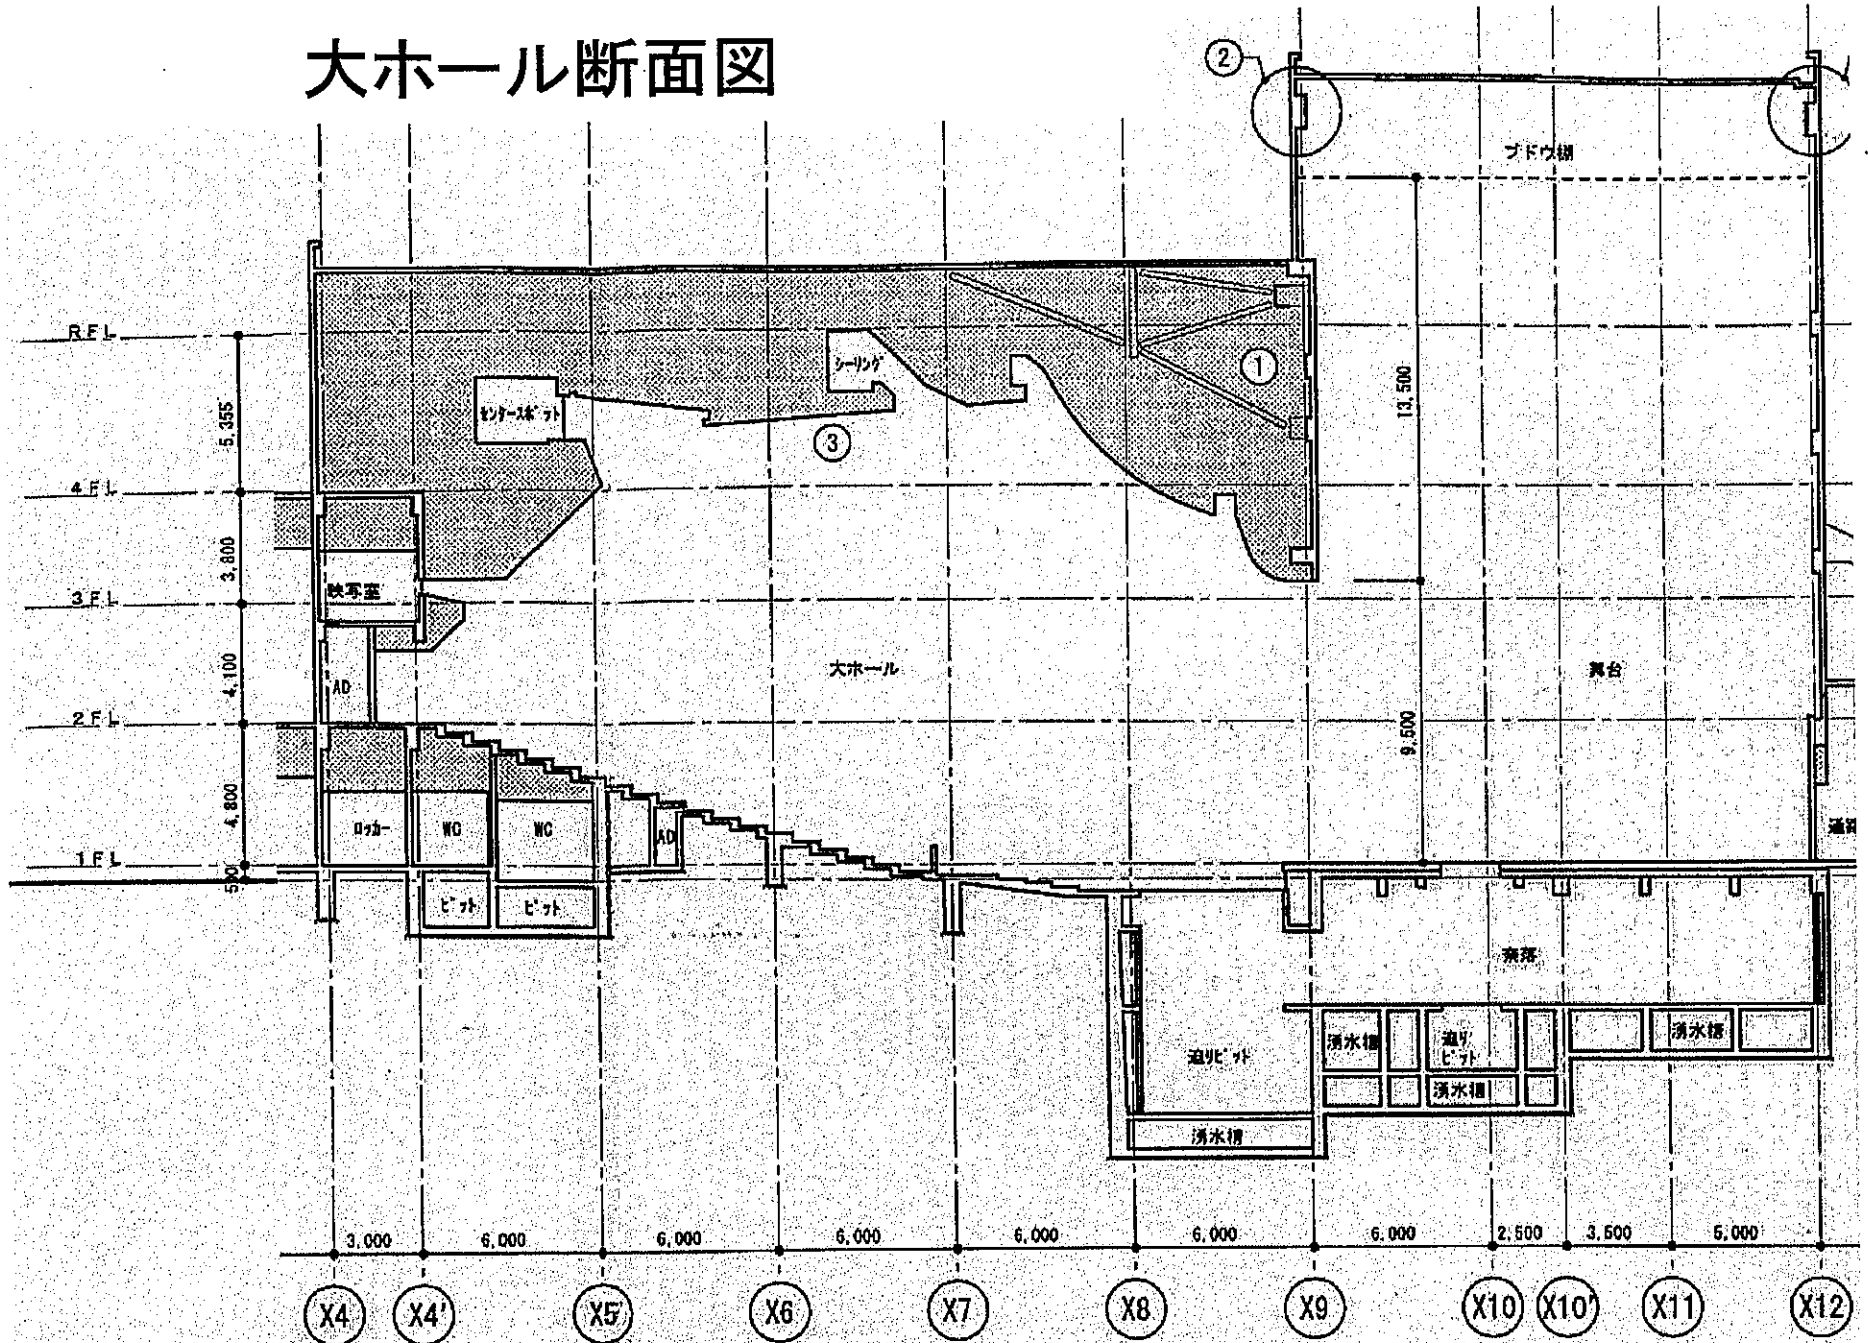 大ホール断面図
②
ブドウ棚
RFL
シーリング
①
13,500
センタースポット
5,355
③
4FL
3,800
映写室
3FL
大ホール
舞台
4,100
AD
2FL
9,500
4,800
ロッカー
WC
WC
AD
1FL
500
ピット
ピット
奈落
迫りピット
湧水槽
迫り
ピット
湧水槽
湧水槽
湧水槽
3,000
6,000
6,000
6,000
6,000
6,000
6,000
2,500
3,500
5,000
X4
X4'
X5
X6
X7
X8
X9
X10
X10'
X11
X12